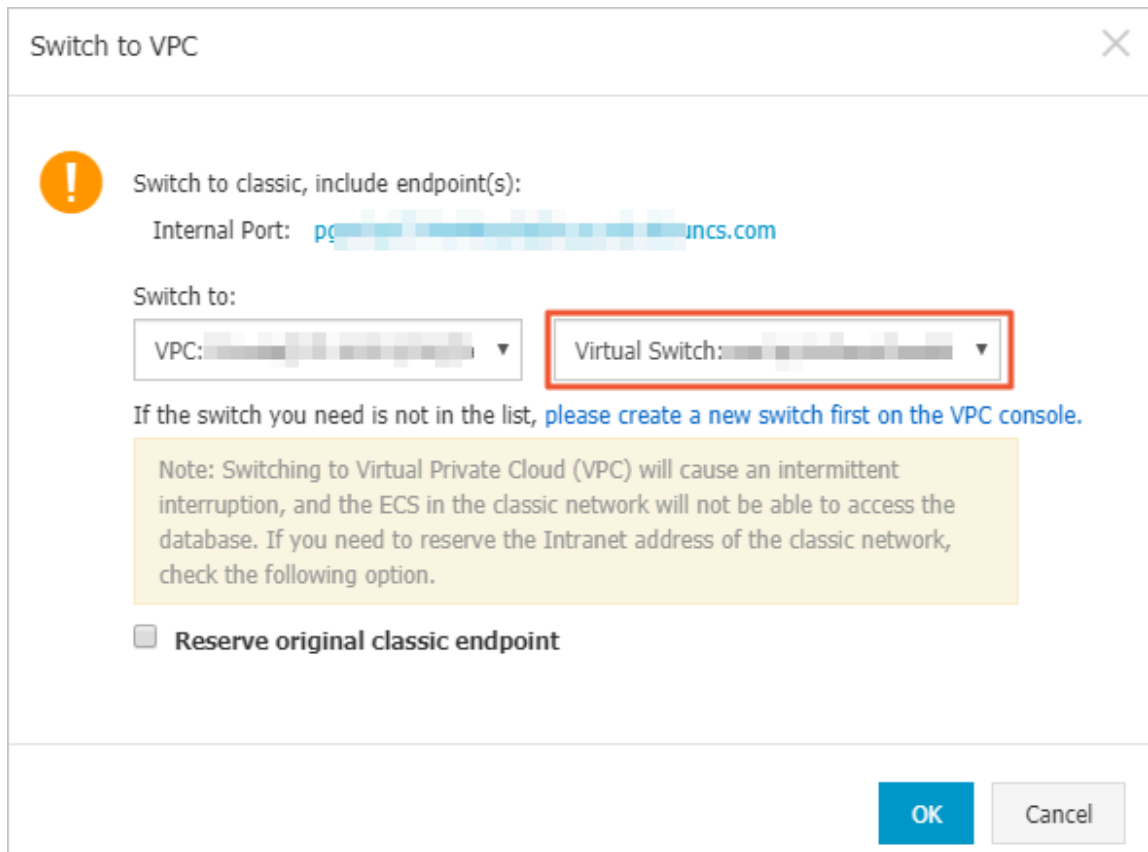 Switch to VPC
!
Switch to classic, include endpoint(s):
Internal Port: pg uncs.com
Switch to:
VPC: Virtual Switch:
If the switch you need is not in the list, please create a new switch first on the VPC console.
Note: Switching to Virtual Private Cloud (VPC) will cause an intermittent
interruption, and the ECS in the classic network will not be able to access the
database. If you need to reserve the Intranet address of the classic network,
check the following option.
Reserve original classic endpoint
OK Cancel